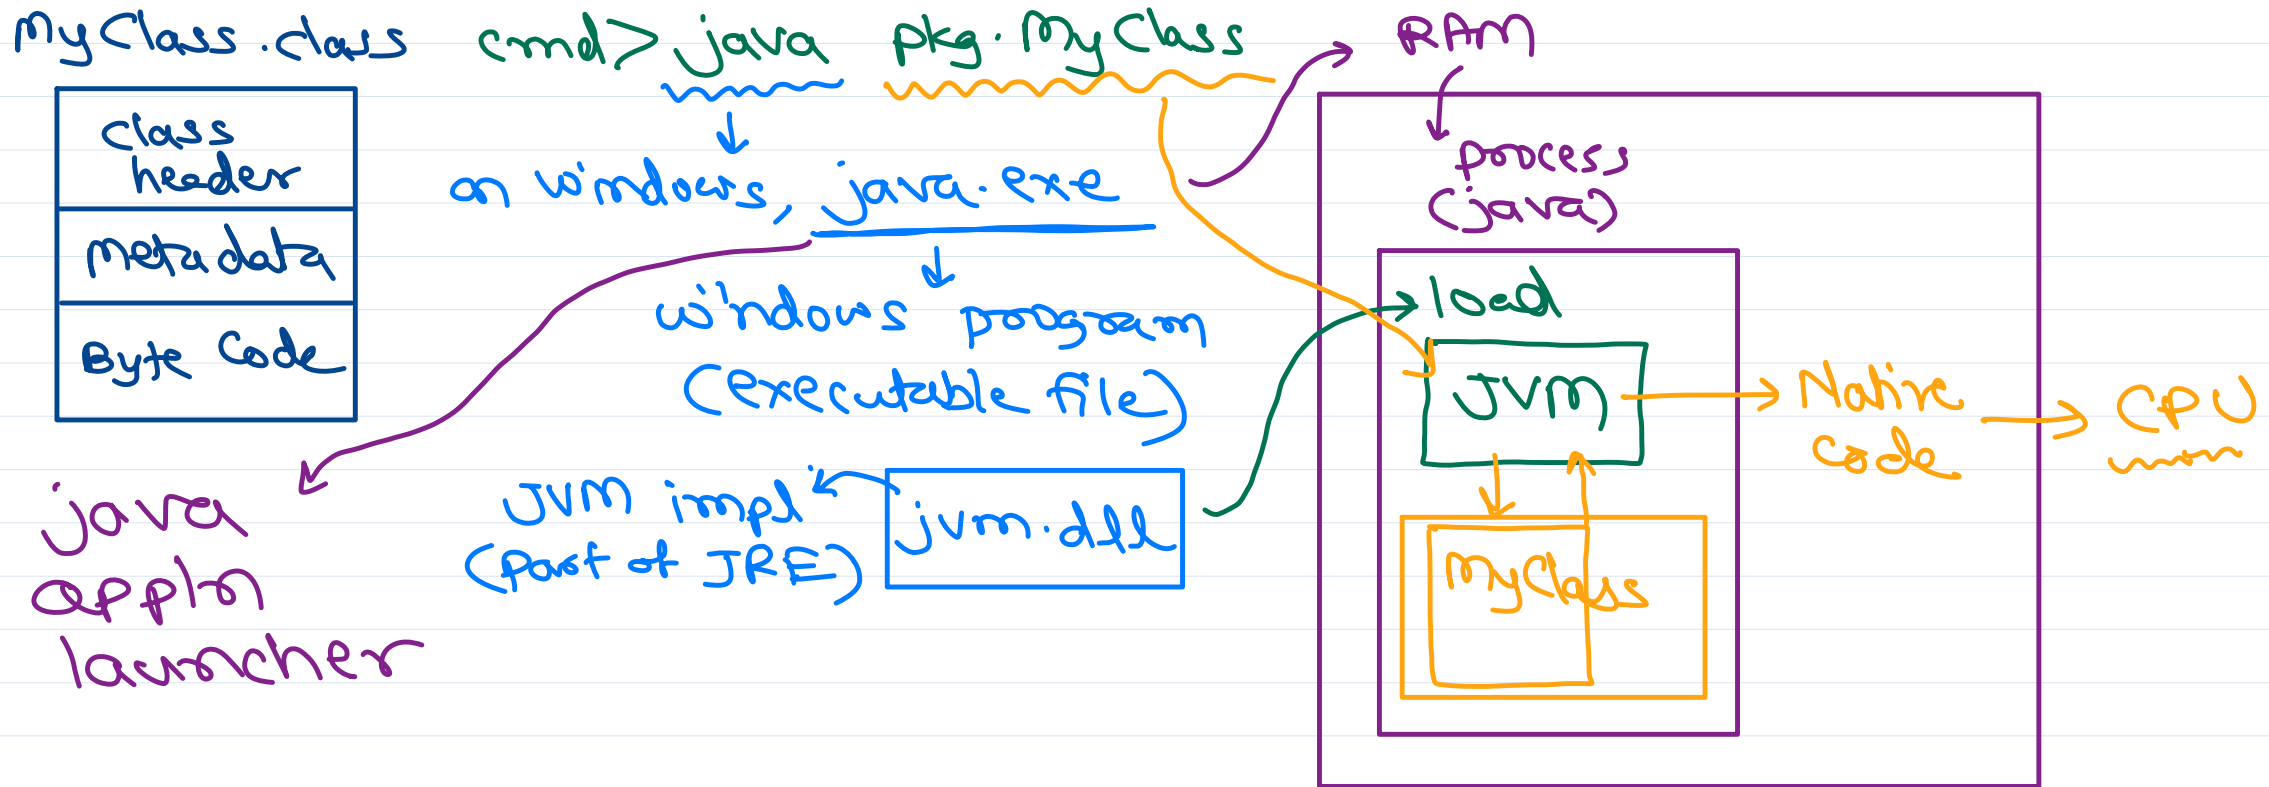 MyClass.class
cmd> java pkg.MyClass
RAM
class
header
metadata
Byte Code
on windows, java.exe
windows program
(executable file)
JVM impl
(part of JRE)
jvm.dll
java
appln
launcher
process
(java)
load
JVM
MyClass
Native
Code
CPU